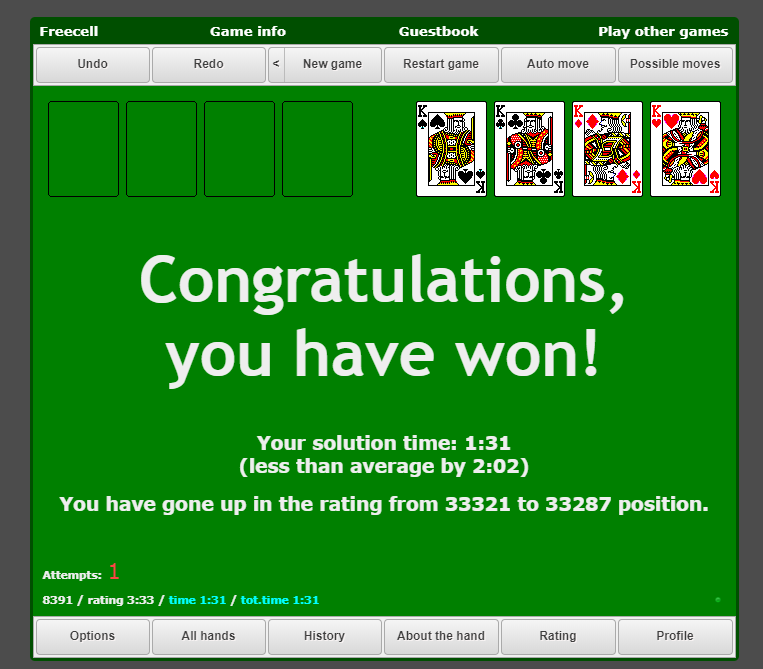 Freecell Game info Guestbook Play other games
Undo Redo < New game Restart game Auto move Possible moves
K K K K
K K K K
Congratulations,
you have won!
Your solution time: 1:31
(less than average by 2:02)
You have gone up in the rating from 33321 to 33287 position.
Attempts: 1
8391 / rating 3:33 / time 1:31 / tot.time 1:31
Options All hands History About the hand Rating Profile